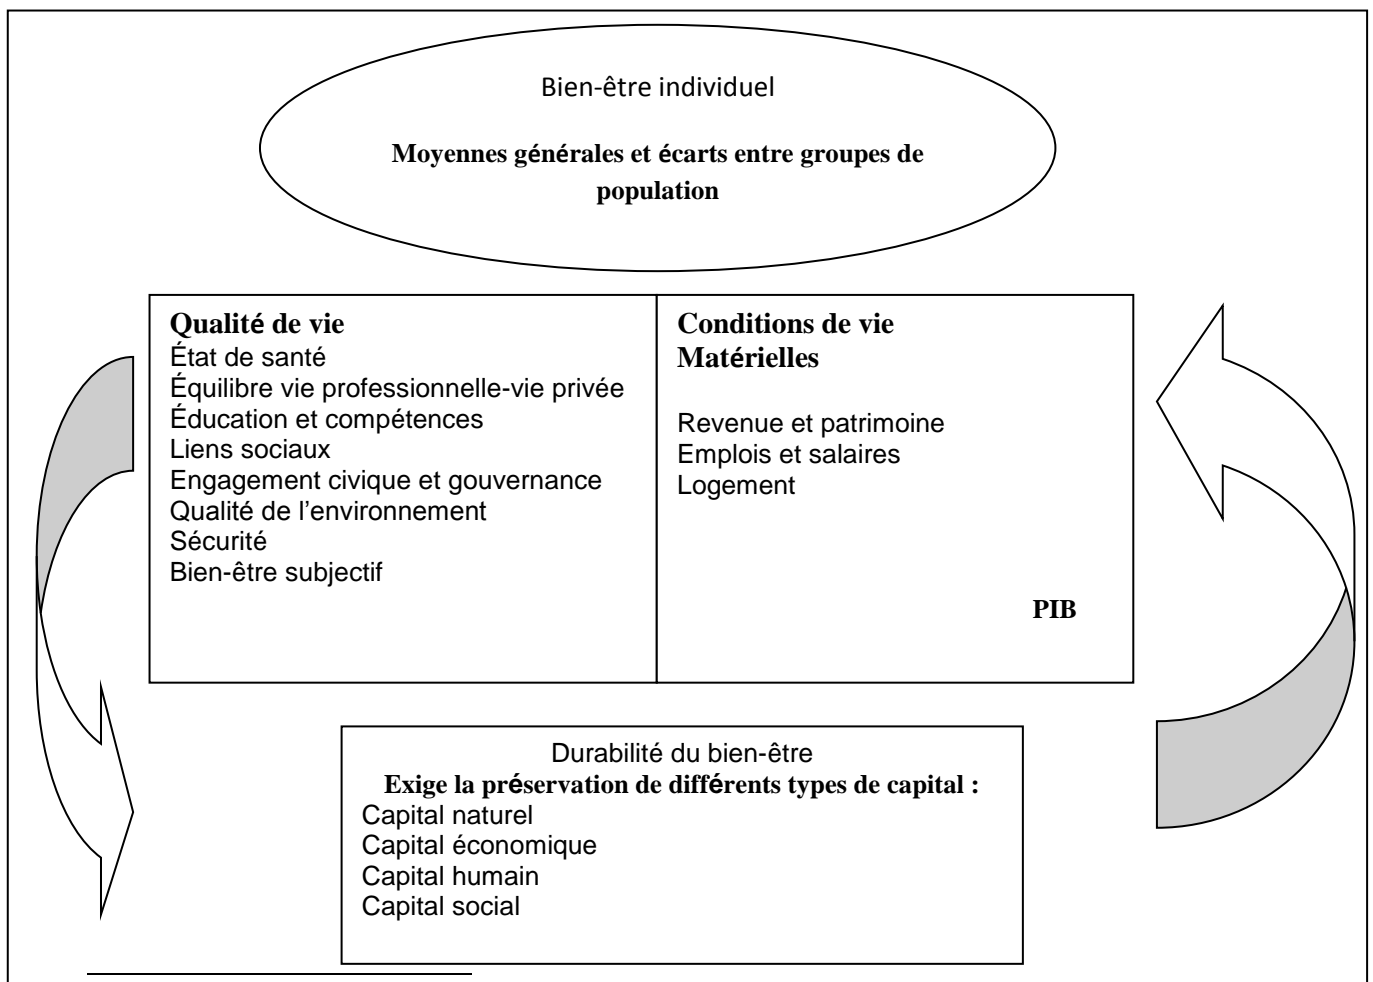 Bien-être individuel
Moyennes générales et écarts entre groupes de
population
Qualité de vie
État de santé
Équilibre vie professionnelle-vie privée
Éducation et compétences
Liens sociaux
Engagement civique et gouvernance
Qualité de l’environnement
Sécurité
Bien-être subjectif
Conditions de vie
Matérielles
Revenue et patrimoine
Emplois et salaires
Logement
PIB
Durabilité du bien-être
Exige la préservation de différents types de capital :
Capital naturel
Capital économique
Capital humain
Capital social